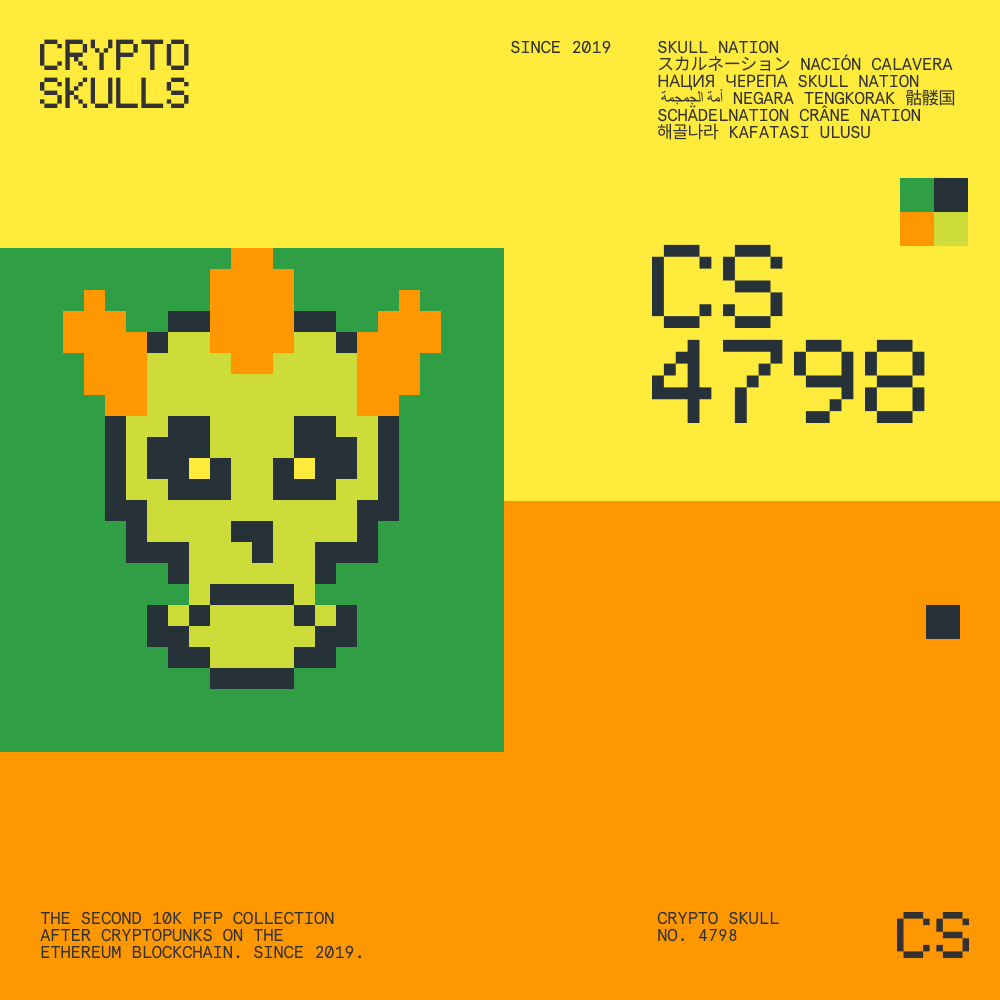 CRYPTO
SKULLS
SINCE 2019
SKULL NATION
スカルネーション NACIÓN CALAVERA
НАЦИЯ ЧЕРЕПА SKULL NATION
أمة الجمجمة NEGARA TENGKORAK 骷髅国
SCHÄDELNATION CRÂNE NATION
해골나라 KAFATASI ULUSU
CS
4798
THE SECOND 10K PFP COLLECTION
AFTER CRYPTOPUNKS ON THE
ETHEREUM BLOCKCHAIN. SINCE 2019.
CRYPTO SKULL
NO. 4798
CS